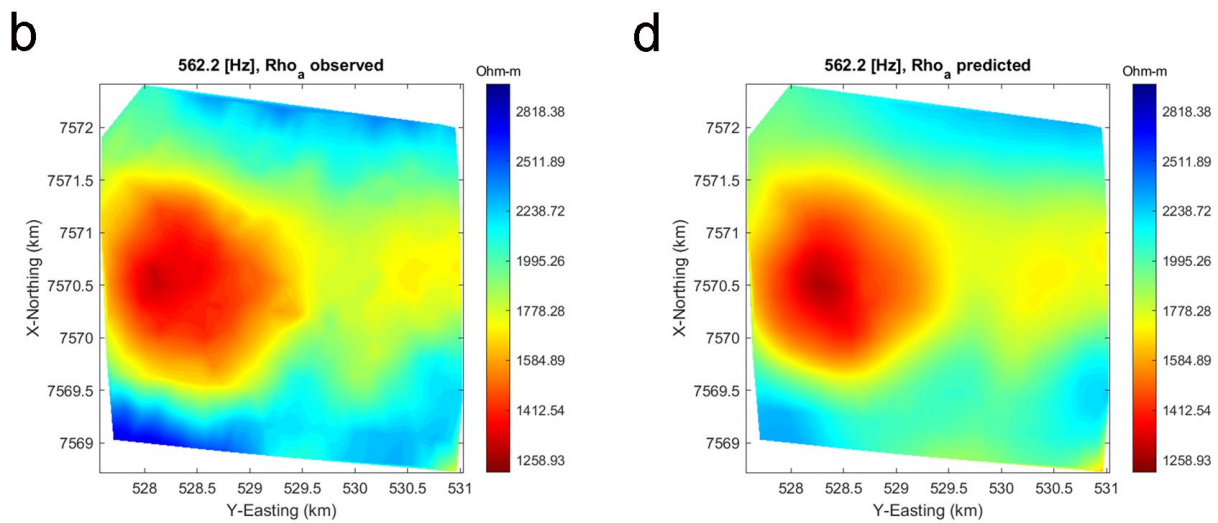 b
562.2 [Hz], Rho_a observed
Ohm-m
2818.38
2511.89
2238.72
1995.26
1778.28
1584.89
1412.54
1258.93
7572
7571.5
7571
7570.5
7570
7569.5
7569
X-Northing (km)
528 528.5 529 529.5 530 530.5 531
Y-Easting (km)
d
562.2 [Hz], Rho_a predicted
Ohm-m
2818.38
2511.89
2238.72
1995.26
1778.28
1584.89
1412.54
1258.93
7572
7571.5
7571
7570.5
7570
7569.5
7569
X-Northing (km)
528 528.5 529 529.5 530 530.5 531
Y-Easting (km)